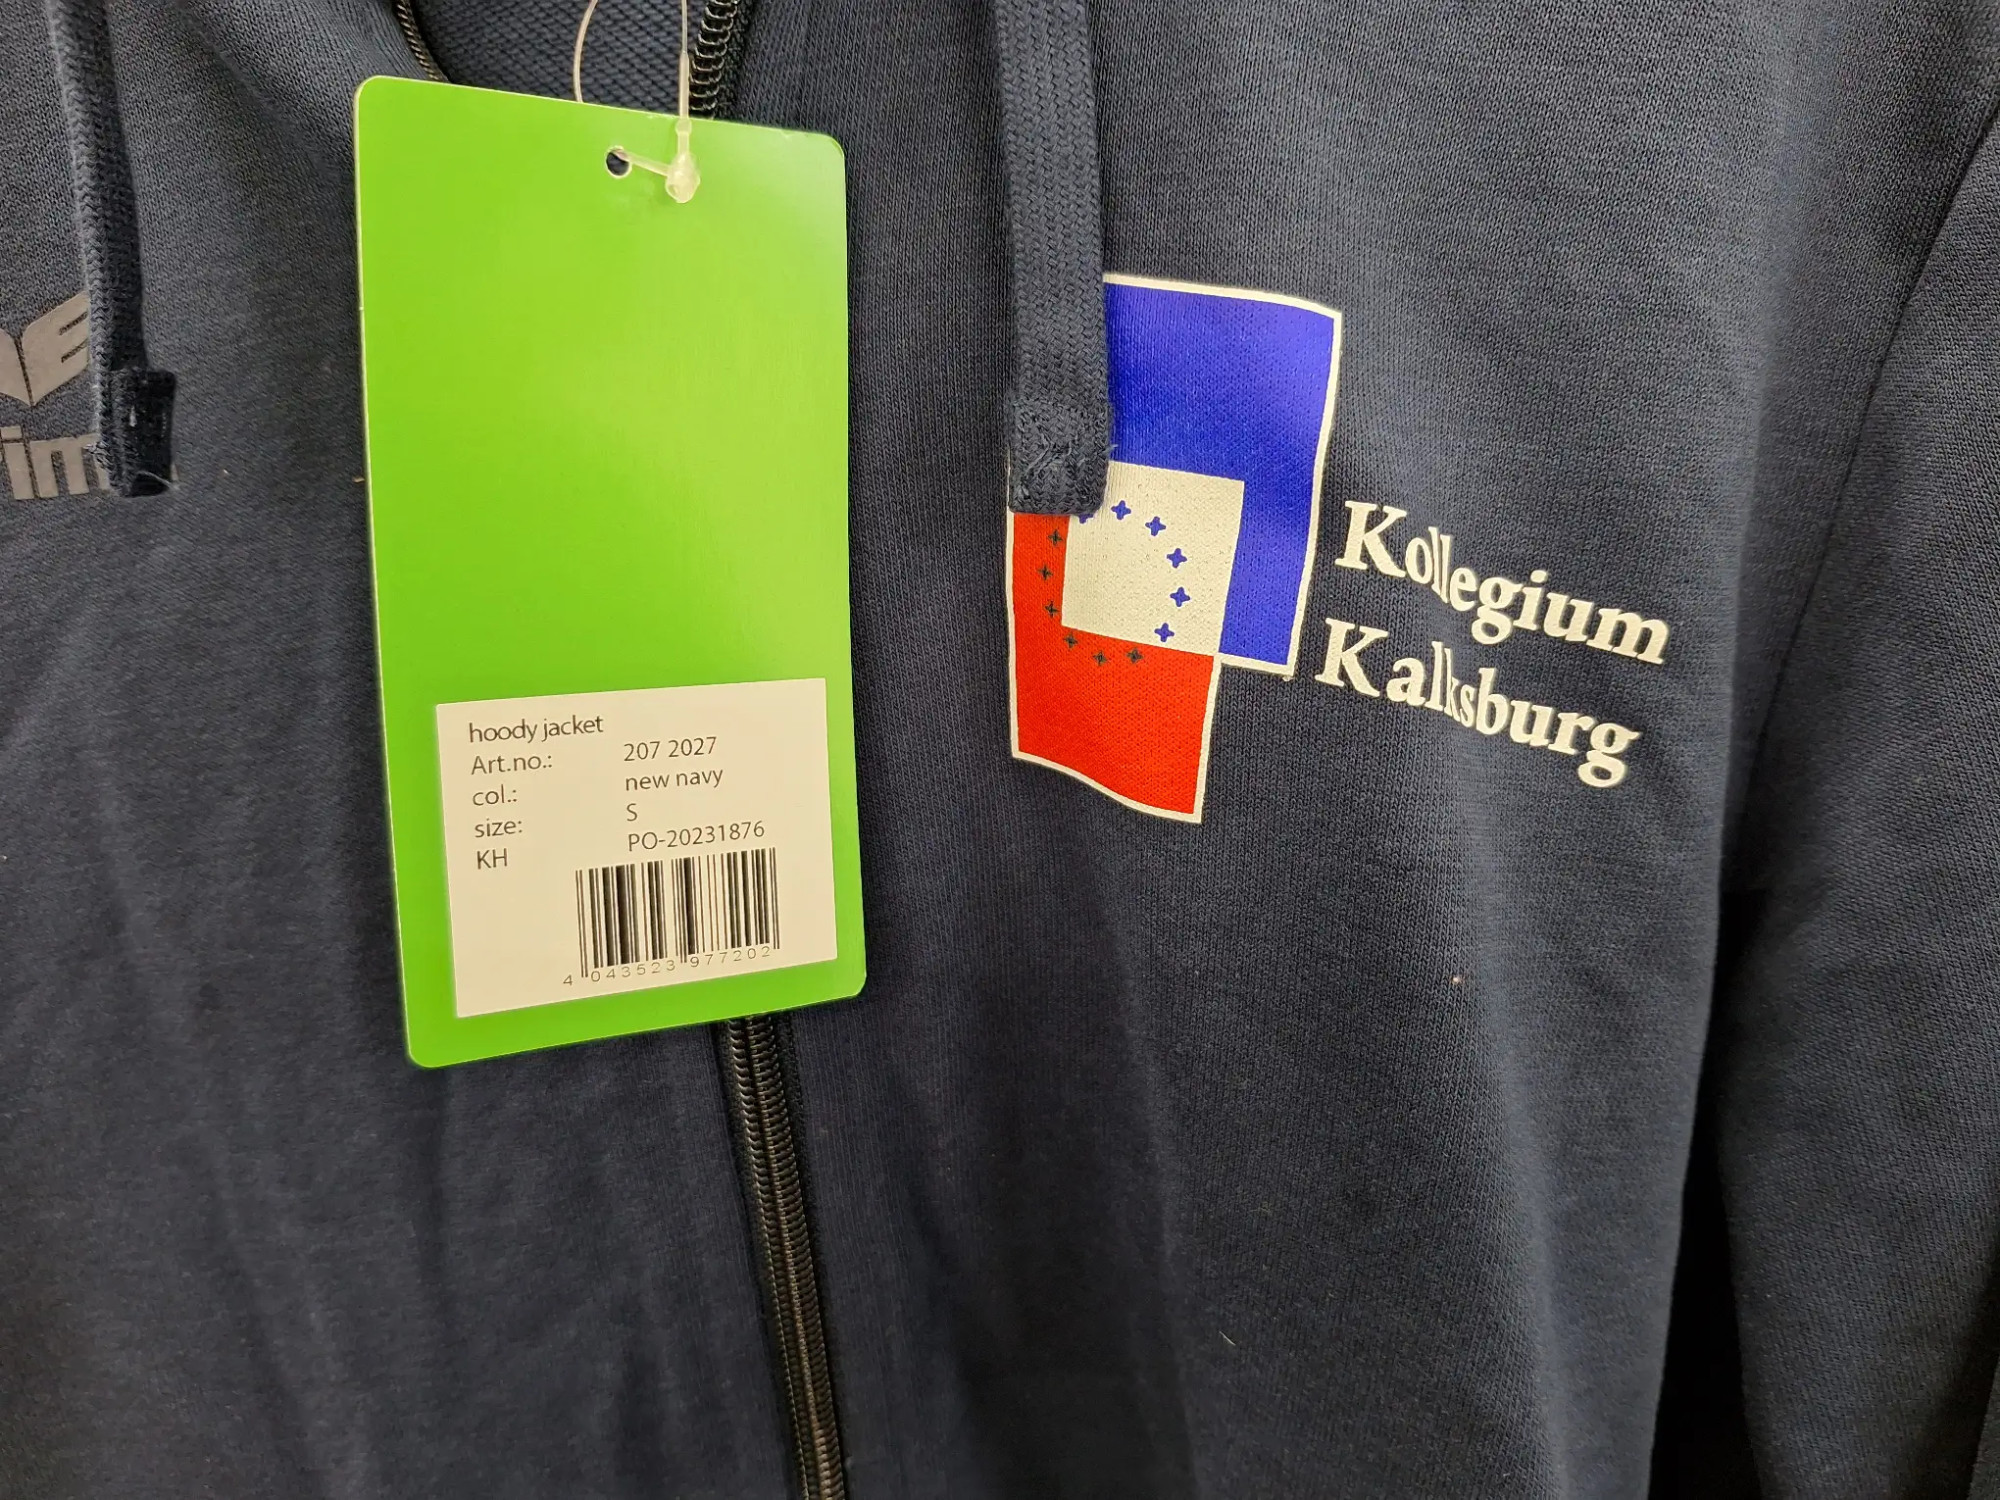 hoody jacket
Art.no.: 207 2027
col.: new navy
size: S
KH PO-20231876
4 043523 977202
Kollegium
Kalksburg